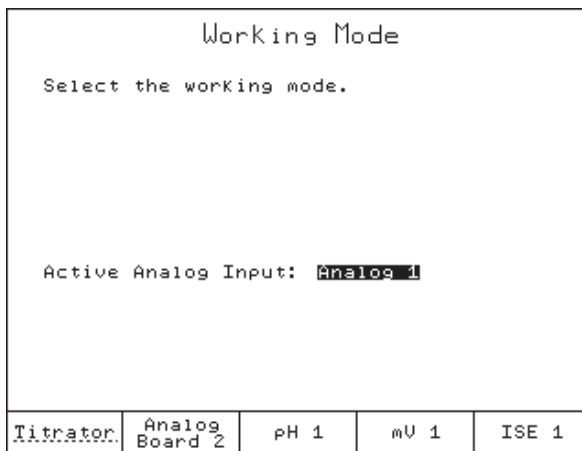 Working Mode
Select the working mode.
Active Analog Input: Analog 1
Titrator
Analog
Board 2
pH 1
mV 1
ISE 1